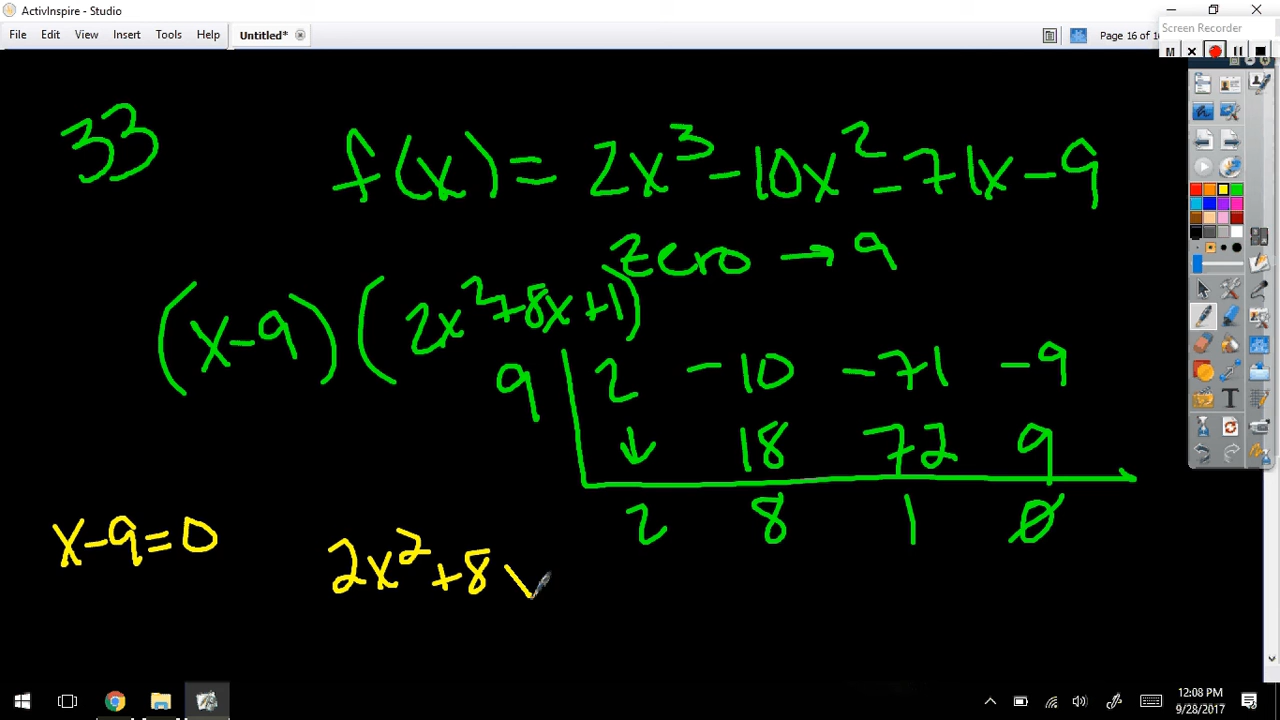 ActivInspire - Studio
Screen Recorder
File Edit View Insert Tools Help Untitled*
Page 16 of 1
M
33 f(x) = 2x³ - 10x² - 71x - 9
zero → 9
(x-9)(2x²+8x+1)
9 2 -10 -71 -9
↓ 18 72 9
2 8 1 0
x-9=0 2x²+8
T
12:08 PM
9/28/2017